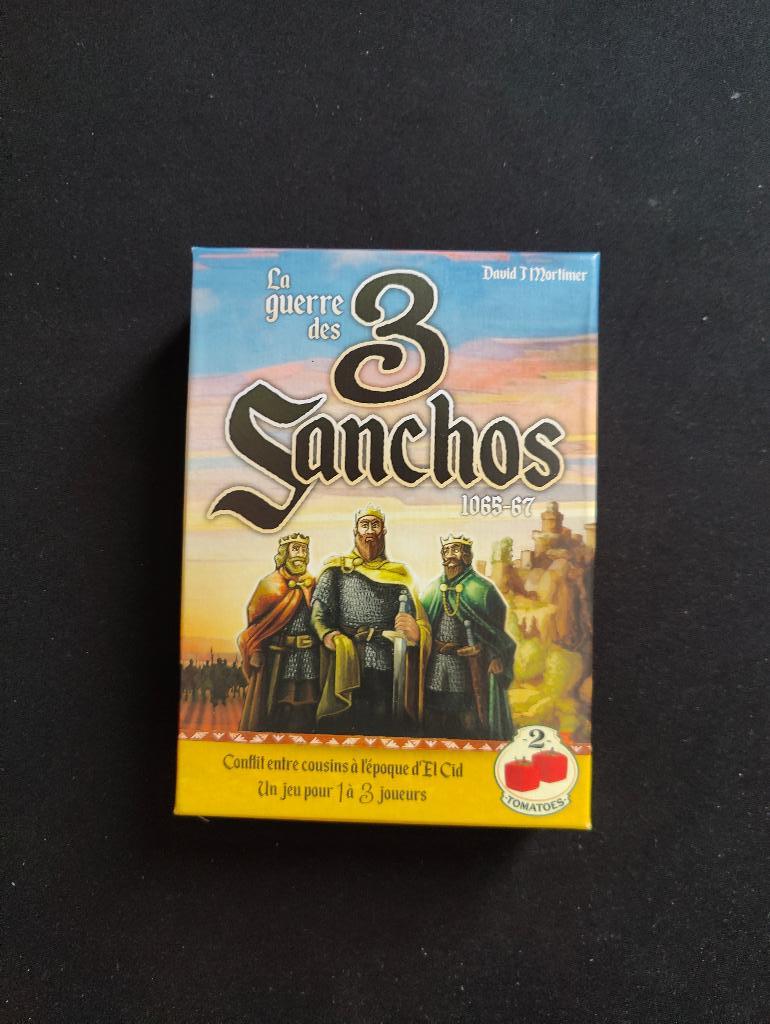 La
guerre
des
3
Sanchos
1065-67
David J Mortimer
Conflit entre cousins à l'époque d'El Cid
Un jeu pour 1 à 3 joueurs
2
TOMATOES